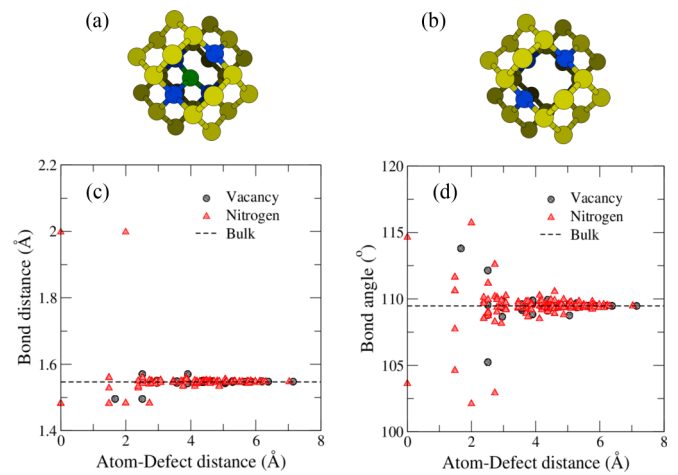 (a)
(b)
2.2
2
1.8
1.6
1.4
0
2
4
6
8
Bond distance (Å)
Atom-Defect distance (Å)
(c)
Vacancy
Nitrogen
Bulk
120
115
110
105
100
0
2
4
6
8
Bond angle (°)
Atom-Defect distance (Å)
(d)
Vacancy
Nitrogen
Bulk